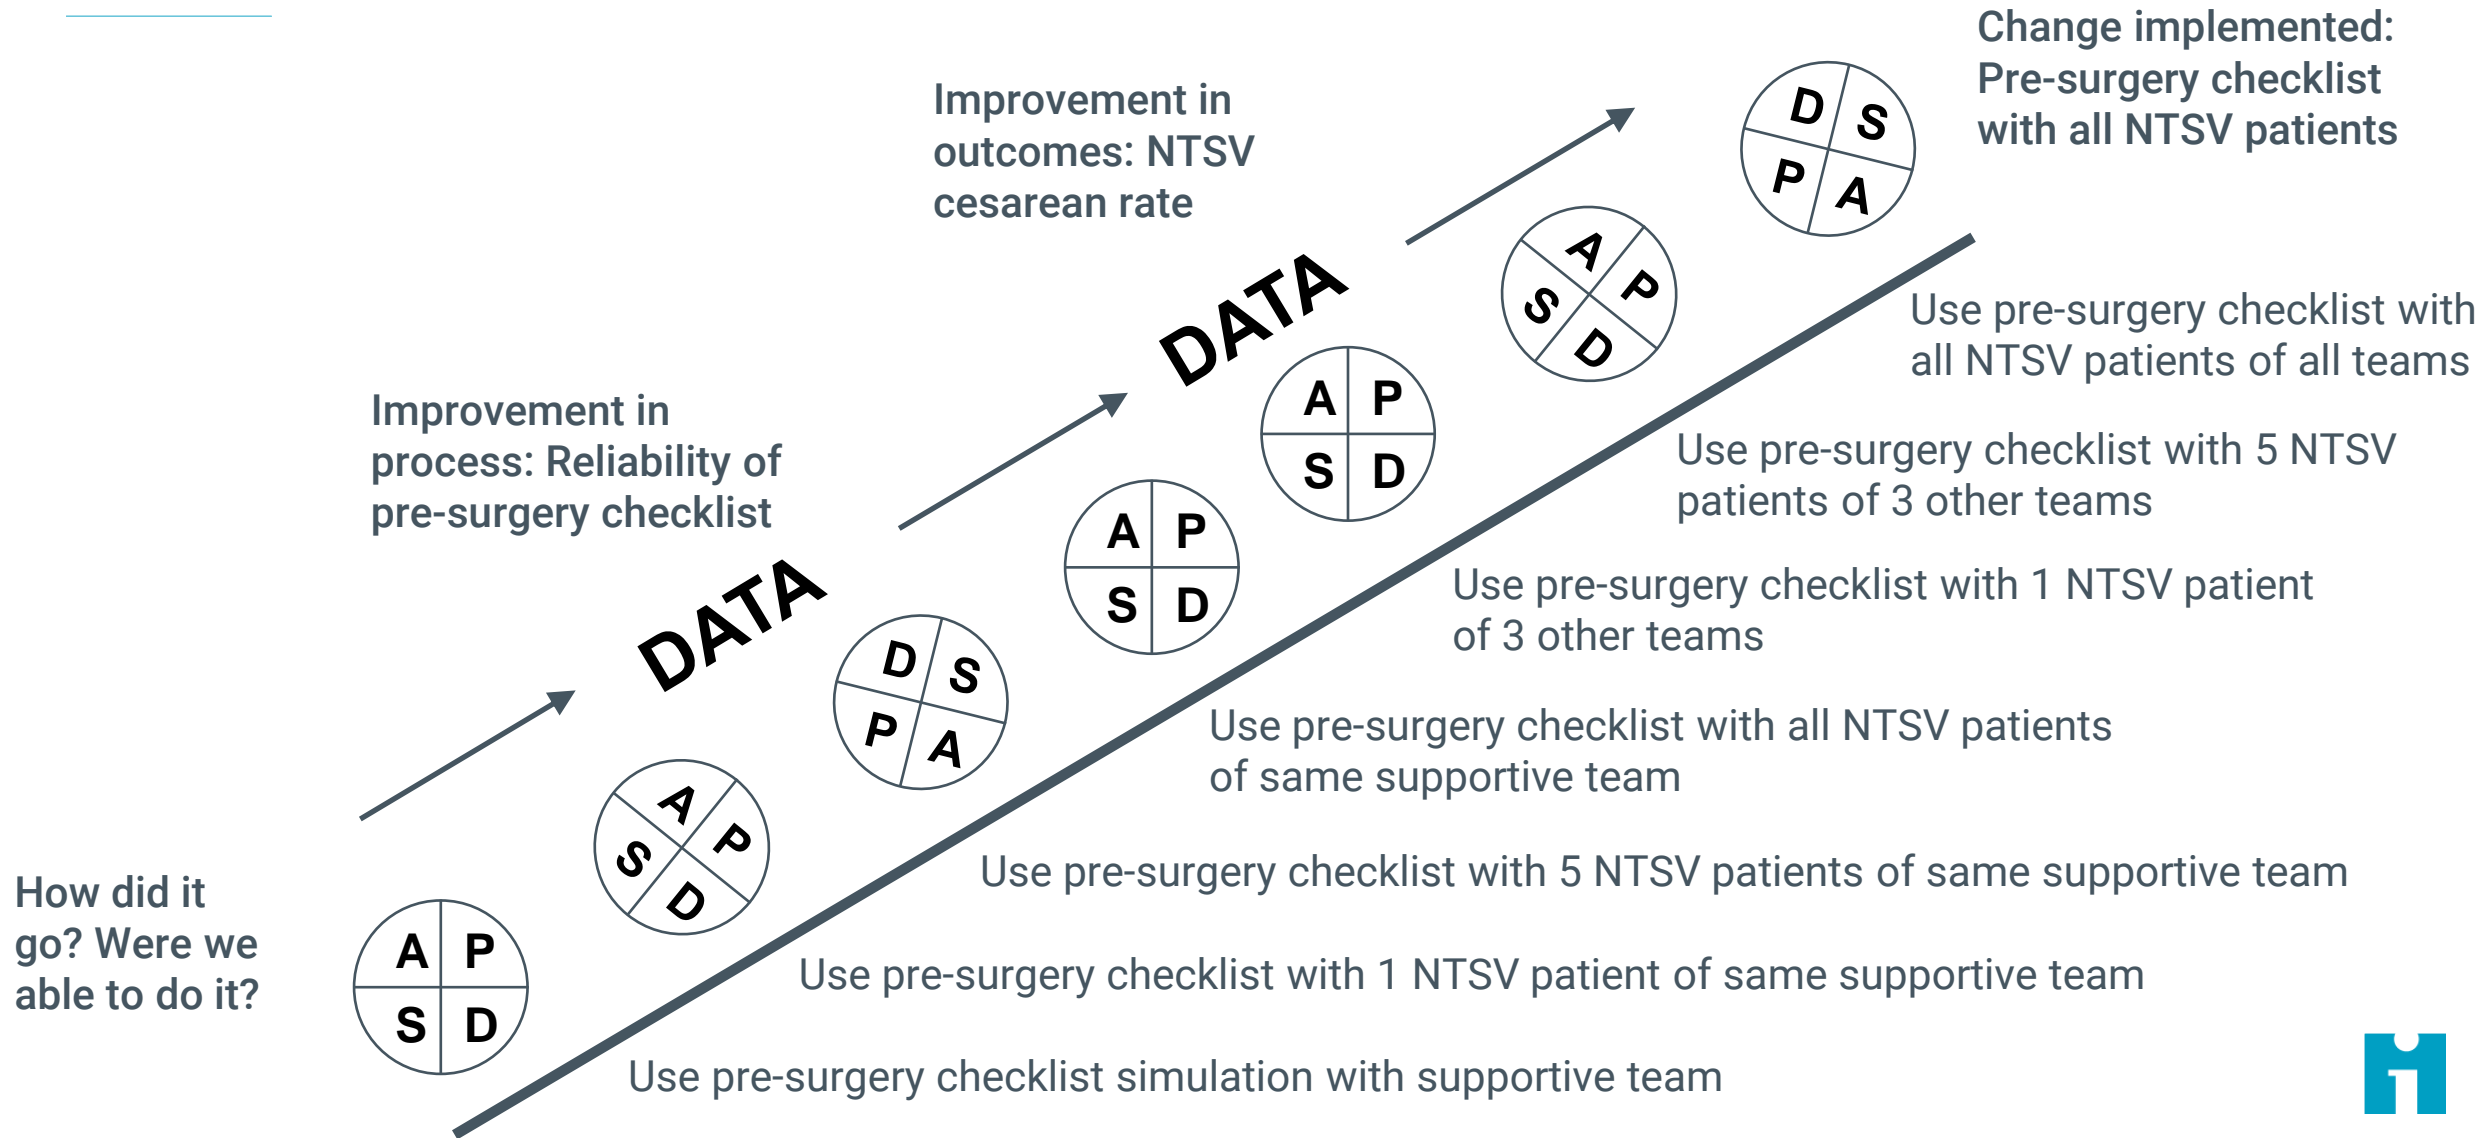 Change implemented:
Pre-surgery checklist
with all NTSV patients
Improvement in
outcomes: NTSV
cesarean rate
D S
P A
A P
S D
DATA
Use pre-surgery checklist with
all NTSV patients of all teams
A P
S D
Improvement in
process: Reliability of
pre-surgery checklist
Use pre-surgery checklist with 5 NTSV
patients of 3 other teams
A P
S D
DATA
Use pre-surgery checklist with 1 NTSV patient
of 3 other teams
D S
P A
Use pre-surgery checklist with all NTSV patients
of same supportive team
A P
S D
Use pre-surgery checklist with 5 NTSV patients of same supportive team
How did it
go? Were we
able to do it?
A P
S D
Use pre-surgery checklist with 1 NTSV patient of same supportive team
Use pre-surgery checklist simulation with supportive team